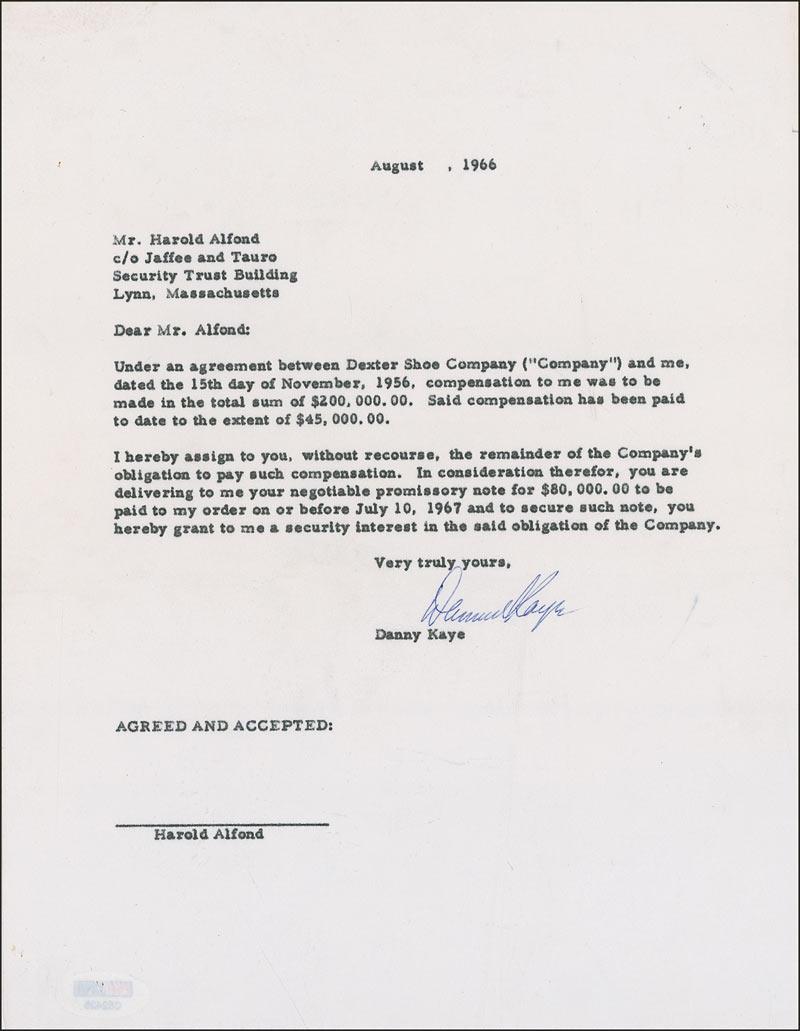 August , 1966
Mr. Harold Alfond
c/o Jaffee and Tauro
Security Trust Building
Lynn, Massachusetts
Dear Mr. Alfond:
Under an agreement between Dexter Shoe Company ("Company") and me,
dated the 15th day of November, 1956, compensation to me was to be
made in the total sum of $200,000.00. Said compensation has been paid
to date to the extent of $45,000.00.
I hereby assign to you, without recourse, the remainder of the Company's
obligation to pay such compensation. In consideration therefor, you are
delivering to me your negotiable promissory note for $80,000.00 to be
paid to my order on or before July 10, 1967 and to secure such note, you
hereby grant to me a security interest in the said obligation of the Company.
Very truly yours,
Danny Kaye
Danny Kaye
AGREED AND ACCEPTED:
Harold Alfond